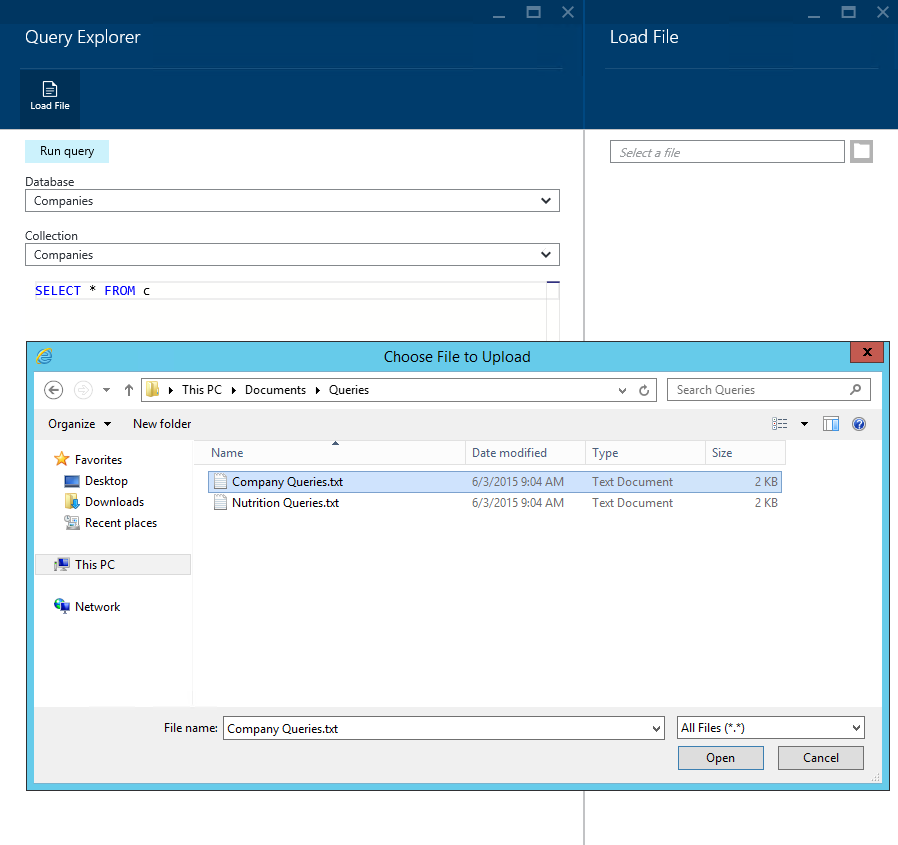 Query Explorer
Load File
Load File
Run query
Select a file
Database
Companies
Collection
Companies
SELECT * FROM c
Choose File to Upload
This PC Documents Queries
Search Queries
Organize New folder
Name Date modified Type Size
Favorites
Desktop
Downloads
Recent places
This PC
Network
Company Queries.txt 6/3/2015 9:04 AM Text Document 2 KB
Nutrition Queries.txt 6/3/2015 9:04 AM Text Document 2 KB
File name: Company Queries.txt All Files (*.*)
Open Cancel